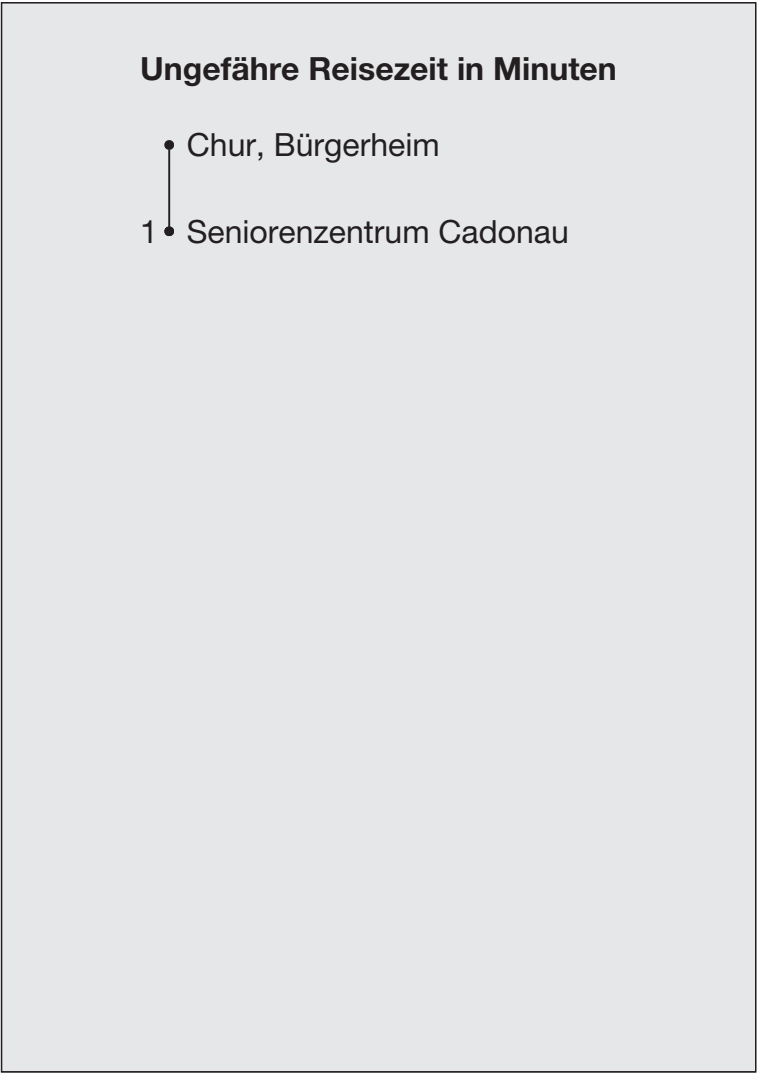 Ungefähre Reisezeit in Minuten
Chur, Bürgerheim
1 Seniorenzentrum Cadonau